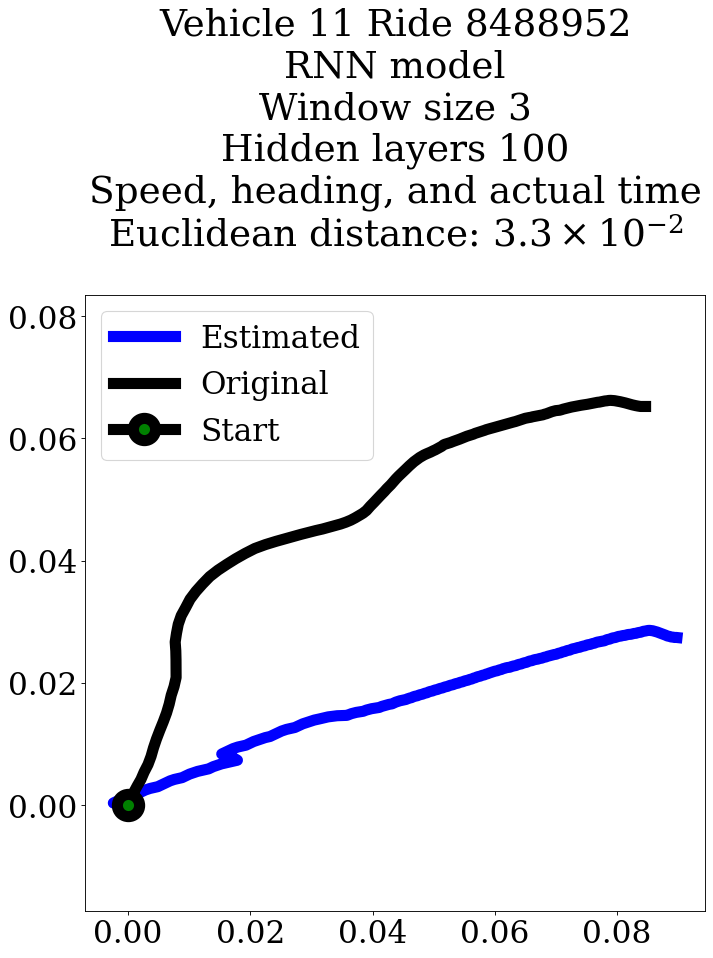 Vehicle 11 Ride 8488952
RNN model
Window size 3
Hidden layers 100
Speed, heading, and actual time
Euclidean distance: 3.3 × 10⁻²
Estimated
Original
Start
0.08
0.06
0.04
0.02
0.00
0.00 0.02 0.04 0.06 0.08